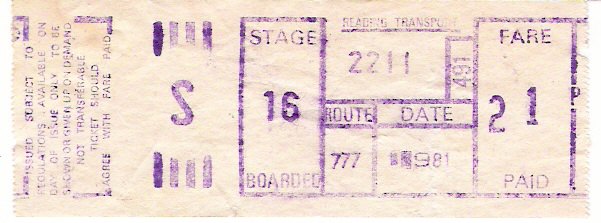 ISSUED SUBJECT TO
REGULATIONS - AVAILABLE ON
DAY OF ISSUE ONLY TO BE
SHOWN OR GIVEN UP ON DEMAND
NOT TRANSFERABLE
TICKET SHOULD
AGREE WITH FARE PAID
S
STAGE
16
BOARDED
READING TRANSPORT
2211
491
ROUTE
777
DATE
981
FARE
21
PAID